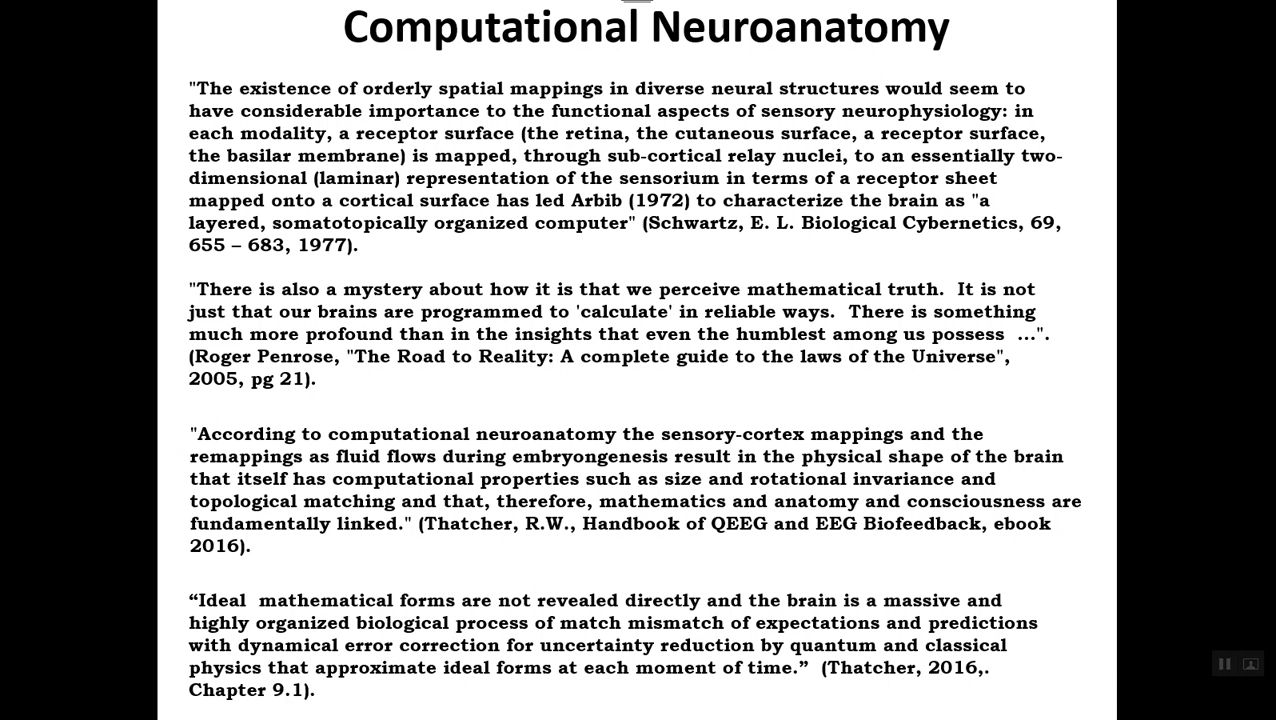 Computational Neuroanatomy
"The existence of orderly spatial mappings in diverse neural structures would seem to
have considerable importance to the functional aspects of sensory neurophysiology: in
each modality, a receptor surface (the retina, the cutaneous surface, a receptor surface,
the basilar membrane) is mapped, through sub-cortical relay nuclei, to an essentially two-
dimensional (laminar) representation of the sensorium in terms of a receptor sheet
mapped onto a cortical surface has led Arbib (1972) to characterize the brain as "a
layered, somatotopically organized computer" (Schwartz, E. L. Biological Cybernetics, 69,
655 – 683, 1977).
"There is also a mystery about how it is that we perceive mathematical truth.  It is not
just that our brains are programmed to 'calculate' in reliable ways.  There is something
much more profound than in the insights that even the humblest among us possess  ...".
(Roger Penrose, "The Road to Reality: A complete guide to the laws of the Universe",
2005, pg 21).
"According to computational neuroanatomy the sensory-cortex mappings and the
remappings as fluid flows during embryongenesis result in the physical shape of the brain
that itself has computational properties such as size and rotational invariance and
topological matching and that, therefore, mathematics and anatomy and consciousness are
fundamentally linked." (Thatcher, R.W., Handbook of QEEG and EEG Biofeedback, ebook
2016).
“Ideal  mathematical forms are not revealed directly and the brain is a massive and
highly organized biological process of match mismatch of expectations and predictions
with dynamical error correction for uncertainty reduction by quantum and classical
physics that approximate ideal forms at each moment of time.”  (Thatcher, 2016,.
Chapter 9.1).